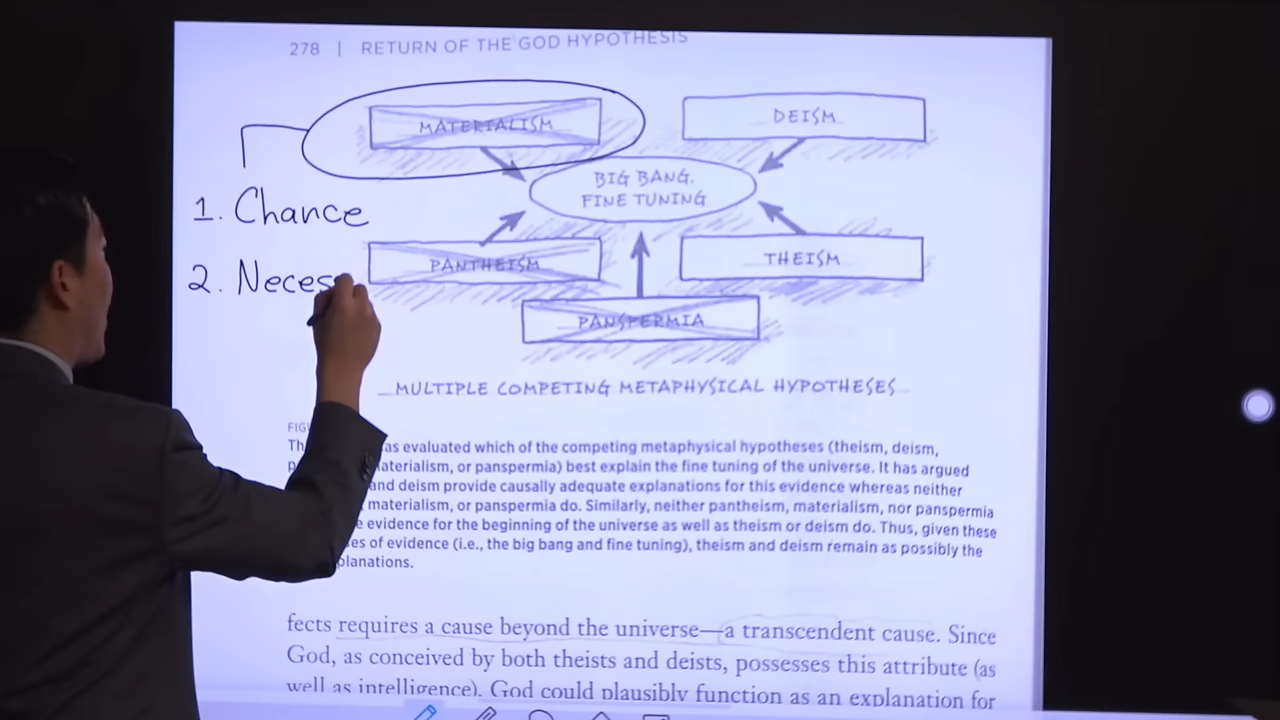 278 | RETURN OF THE GOD HYPOTHESIS
MATERIALISM
DEISM
BIG BANG,
FINE TUNING
1. Chance
PANTHEISM
THEISM
2. Neces
PANSPERMIA
MULTIPLE COMPETING METAPHYSICAL HYPOTHESES
as evaluated which of the competing metaphysical hypotheses (theism, deism,
materialism, or panspermia) best explain the fine tuning of the universe. It has argued
and deism provide causally adequate explanations for this evidence whereas neither
materialism, or panspermia do. Similarly, neither pantheism, materialism, nor panspermia
evidence for the beginning of the universe as well as theism or deism do. Thus, given these
es of evidence (i.e., the big bang and fine tuning), theism and deism remain as possibly the
planations.
fects requires a cause beyond the universe—a transcendent cause. Since
God, as conceived by both theists and deists, possesses this attribute (as
well as intelligence). God could plausibly function as an explanation for